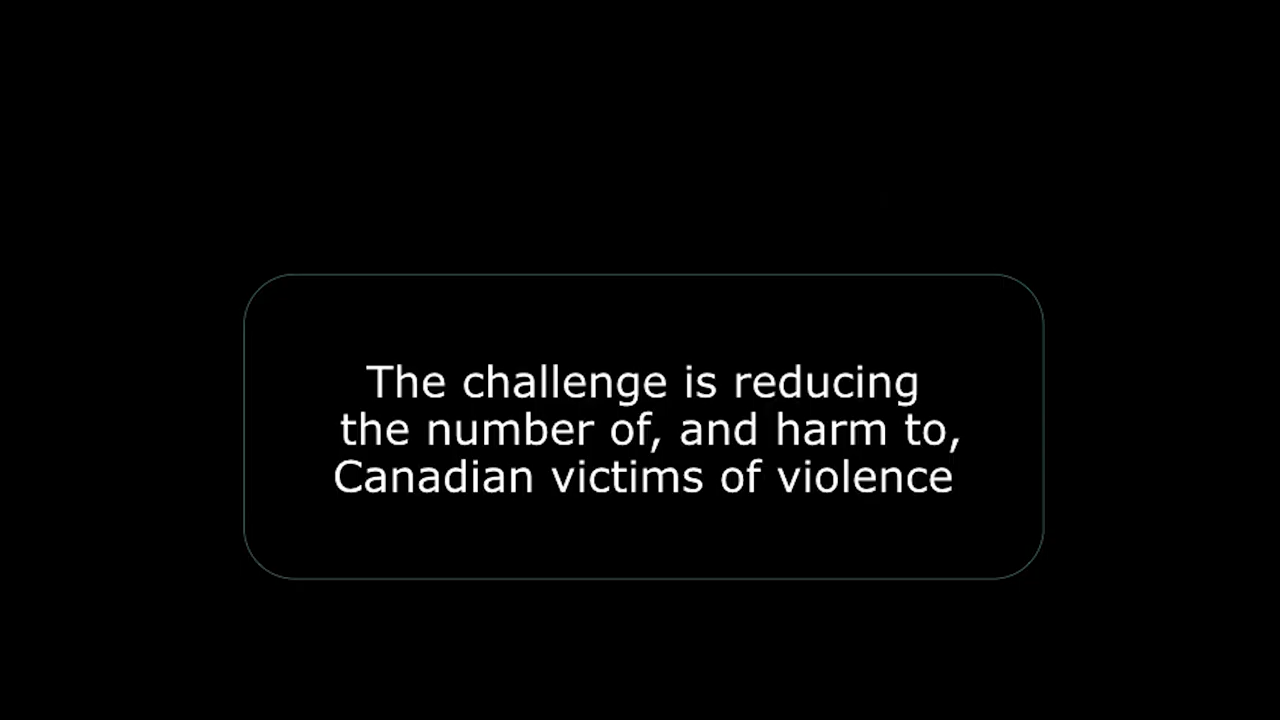 The challenge is reducing
the number of, and harm to,
Canadian victims of violence